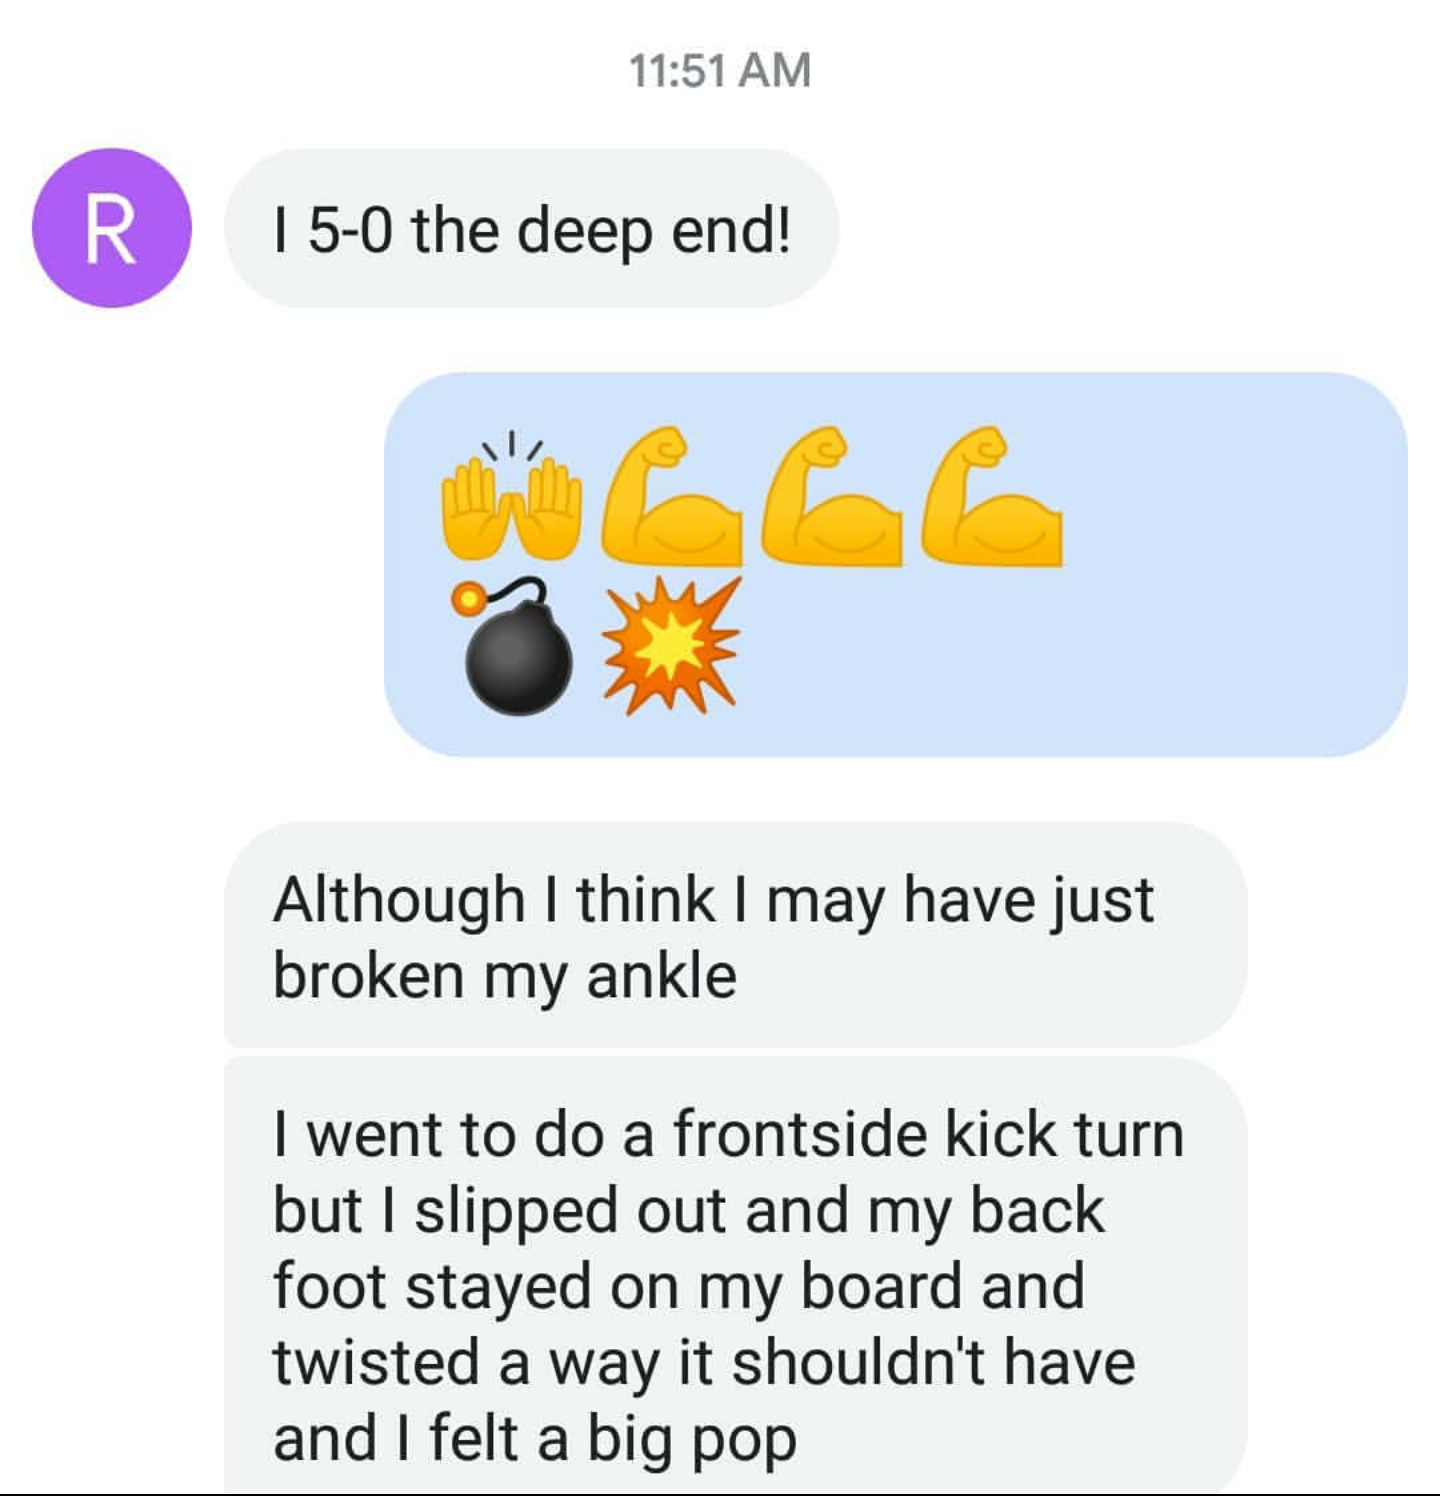 11:51 AM
R
I 5-0 the deep end!
🙌💪💪💪
💣💥
Although I think I may have just
broken my ankle
I went to do a frontside kick turn
but I slipped out and my back
foot stayed on my board and
twisted a way it shouldn't have
and I felt a big pop